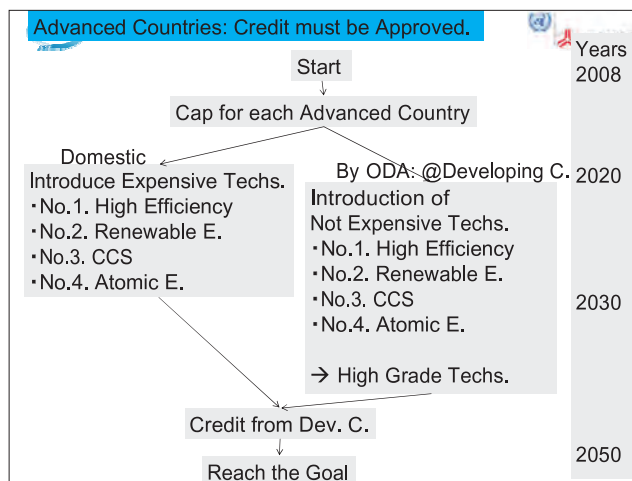 Advanced Countries: Credit must be Approved.
Years
Start
2008
Cap for each Advanced Country
Domestic
Introduce Expensive Techs.
・No.1. High Efficiency
・No.2. Renewable E.
・No.3. CCS
・No.4. Atomic E.
By ODA: @Developing C.
2020
Introduction of
Not Expensive Techs.
・No.1. High Efficiency
・No.2. Renewable E.
・No.3. CCS
・No.4. Atomic E.
2030
→ High Grade Techs.
Credit from Dev. C.
2050
Reach the Goal